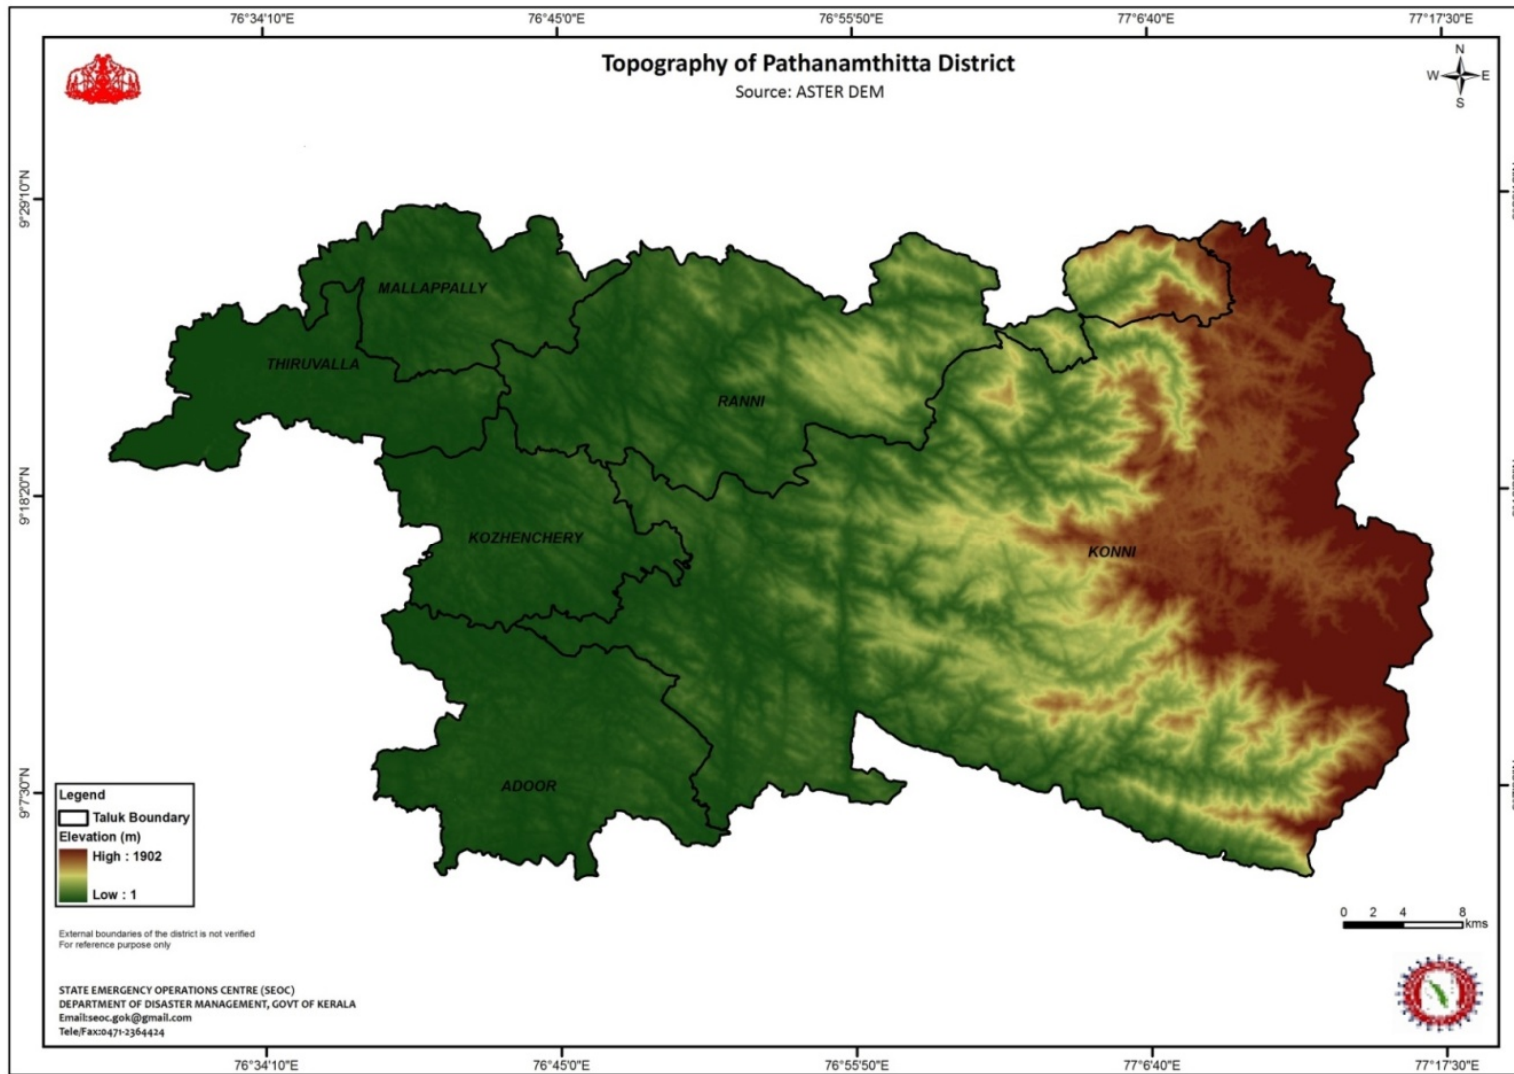 76°34'10"E
76°45'0"E
76°55'50"E
77°6'40"E
77°17'30"E
Topography of Pathanamthitta District
Source: ASTER DEM
N
W
E
S
9°29'10"N
MALLAPPALLY
THIRUVALLA
RANNI
9°18'20"N
KOZHENCHERY
KONNI
9°7'30"N
ADOOR
Legend
Taluk Boundary
Elevation (m)
High : 1902
Low : 1
0 2 4 8
kms
External boundaries of the district is not verified
For reference purpose only
STATE EMERGENCY OPERATIONS CENTRE (SEOC)
DEPARTMENT OF DISASTER MANAGEMENT, GOVT OF KERALA
Email:seoc.gok@gmail.com
Tele/Fax:0471-2364424
76°34'10"E
76°45'0"E
76°55'50"E
77°6'40"E
77°17'30"E